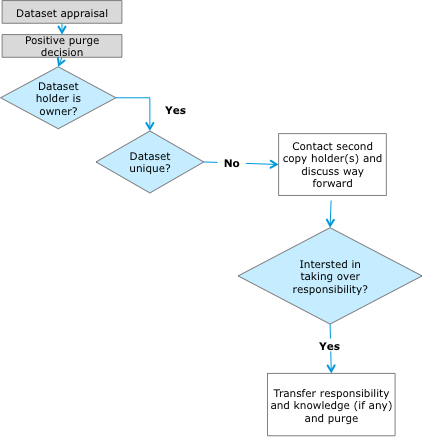 Dataset appraisal
Positive purge
decision
Dataset
holder is
owner?
Yes
Dataset
unique?
No
Contact second
copy holder(s) and
discuss way
forward
Intersted in
taking over
responsibility?
Yes
Transfer responsibility
and knowledge (if any)
and purge